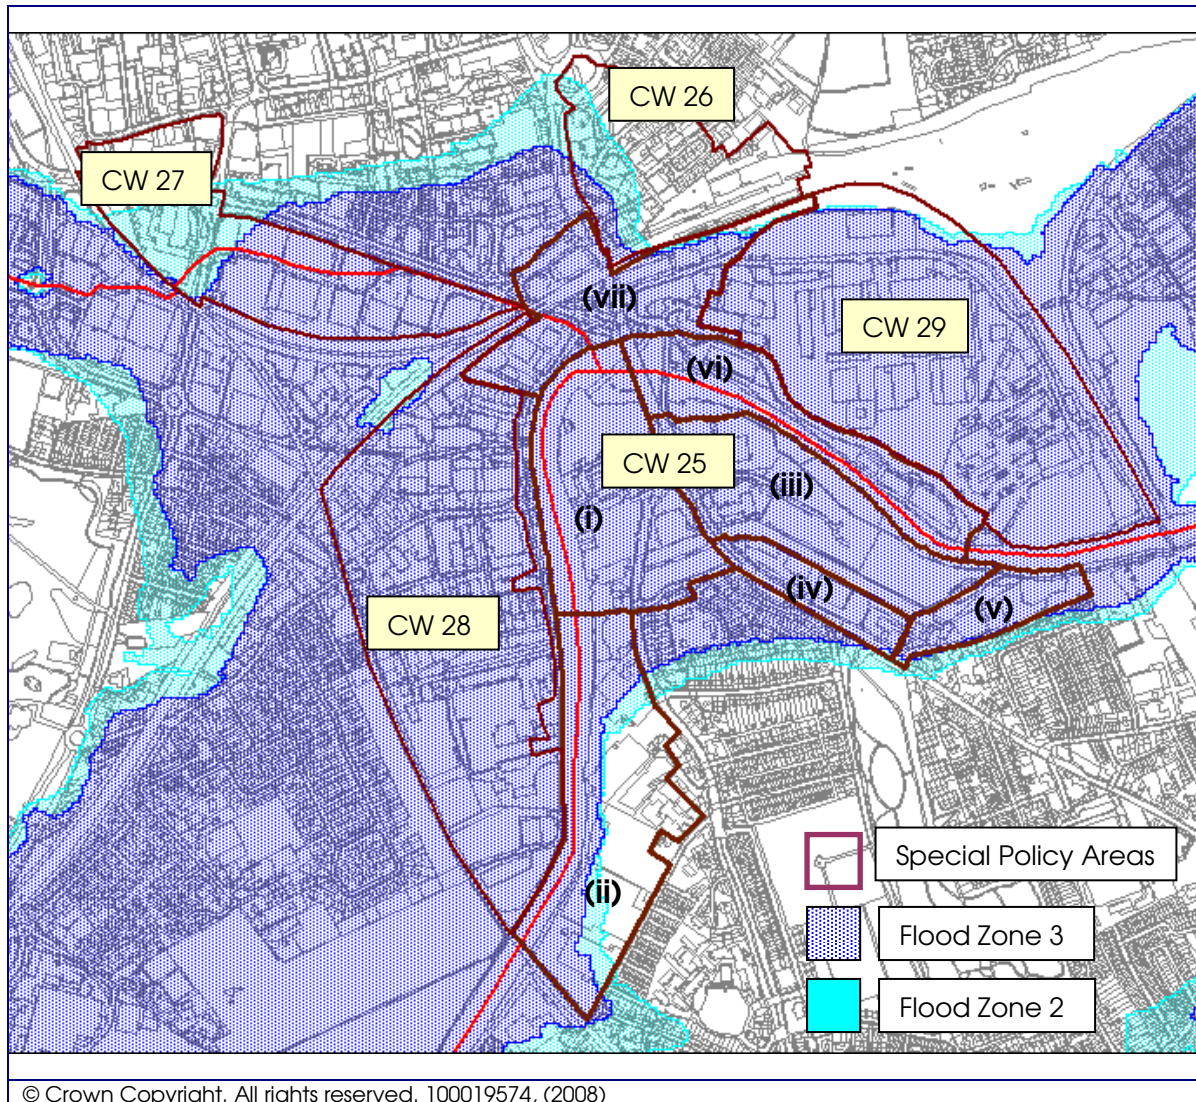 CW 26
CW 27
(vii)
CW 29
(vi)
CW 25
(iii)
(i)
(iv)
(v)
CW 28
(ii)
Special Policy Areas
Flood Zone 3
Flood Zone 2
© Crown Copyright. All rights reserved. 100019574, (2008)